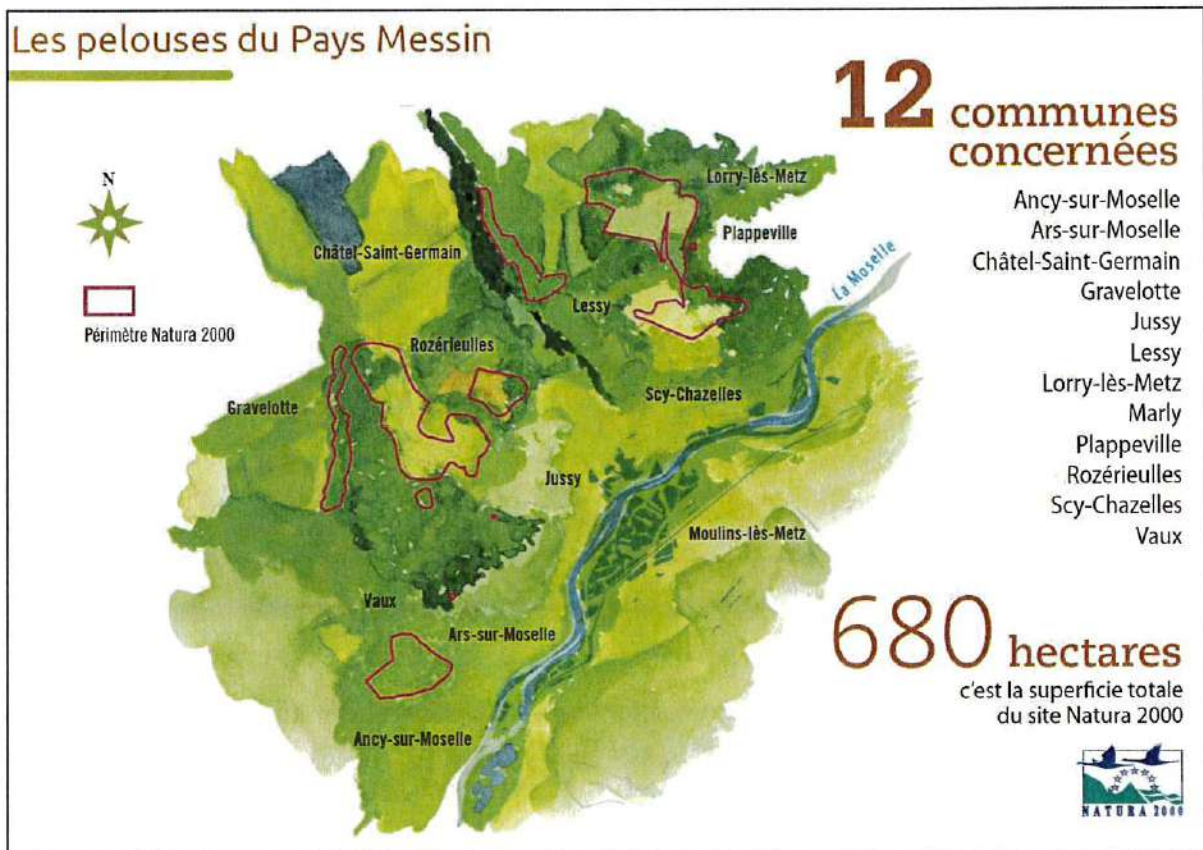 Les pelouses du Pays Messin
12 communes
concernées
Ancy-sur-Moselle
Ars-sur-Moselle
Châtel-Saint-Germain
Gravelotte
Jussy
Lessy
Lorry-lès-Metz
Marly
Plappeville
Rozérieulles
Scy-Chazelles
Vaux
680 hectares
c'est la superficie totale
du site Natura 2000
NATURA 2000
N
Périmètre Natura 2000
Lorry-lès-Metz
Plappeville
Châtel-Saint-Germain
La Moselle
Lessy
Rozérieulles
Scy-Chazelles
Gravelotte
Jussy
Moulins-lès-Metz
Vaux
Ars-sur-Moselle
Ancy-sur-Moselle